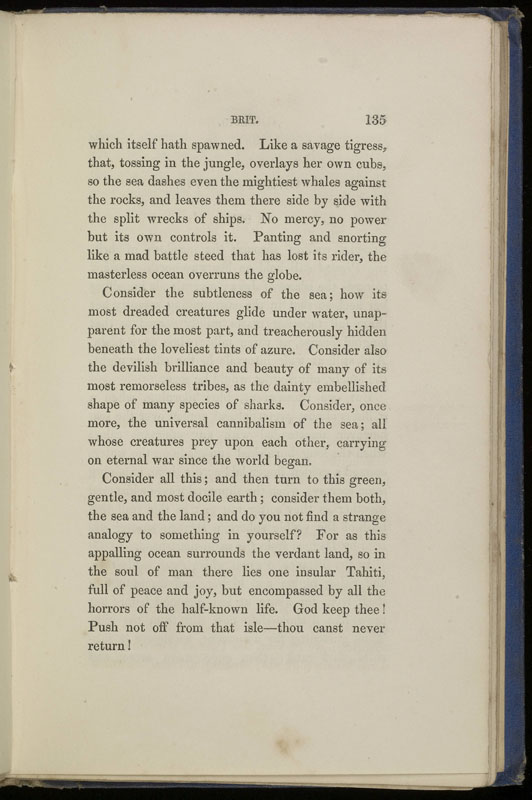 BRIT. 135
which itself hath spawned. Like a savage tigress,
that, tossing in the jungle, overlays her own cubs,
so the sea dashes even the mightiest whales against
the rocks, and leaves them there side by side with
the split wrecks of ships. No mercy, no power
but its own controls it. Panting and snorting
like a mad battle steed that has lost its rider, the
masterless ocean overruns the globe.
Consider the subtleness of the sea; how its
most dreaded creatures glide under water, unap-
parent for the most part, and treacherously hidden
beneath the loveliest tints of azure. Consider also
the devilish brilliance and beauty of many of its
most remorseless tribes, as the dainty embellished
shape of many species of sharks. Consider, once
more, the universal cannibalism of the sea; all
whose creatures prey upon each other, carrying
on eternal war since the world began.
Consider all this; and then turn to this green,
gentle, and most docile earth; consider them both,
the sea and the land; and do you not find a strange
analogy to something in yourself? For as this
appalling ocean surrounds the verdant land, so in
the soul of man there lies one insular Tahiti,
full of peace and joy, but encompassed by all the
horrors of the half-known life. God keep thee!
Push not off from that isle—thou canst never
return!